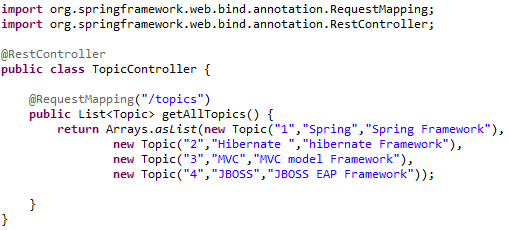 import org.springframework.web.bind.annotation.RequestMapping;
import org.springframework.web.bind.annotation.RestController;
@RestController
public class TopicController {
@RequestMapping("/topics")
public List<Topic> getAllTopics() {
return Arrays.asList(new Topic("1","Spring","Spring Framework"),
new Topic("2","Hibernate ","hibernate Framework"),
new Topic("3","MVC","MVC model Framework"),
new Topic("4","JBOSS","JBOSS EAP Framework"));
}
}